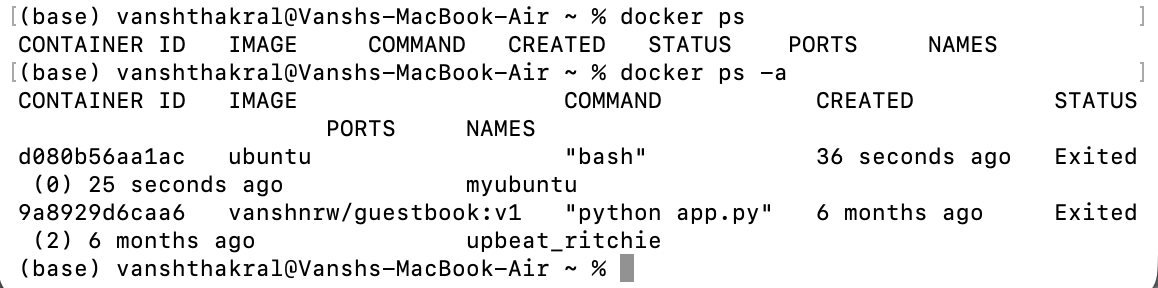 [(base) vanshthakral@Vanshs-MacBook-Air ~ % docker ps ]
CONTAINER ID   IMAGE     COMMAND   CREATED   STATUS    PORTS     NAMES
[(base) vanshthakral@Vanshs-MacBook-Air ~ % docker ps -a ]
CONTAINER ID   IMAGE                   COMMAND           CREATED          STATUS
                      PORTS     NAMES
d080b56aa1ac   ubuntu                  "bash"            36 seconds ago   Exited
 (0) 25 seconds ago             myubuntu
9a8929d6caa6   vanshnrw/guestbook:v1   "python app.py"   6 months ago     Exited
 (2) 6 months ago               upbeat_ritchie
(base) vanshthakral@Vanshs-MacBook-Air ~ %